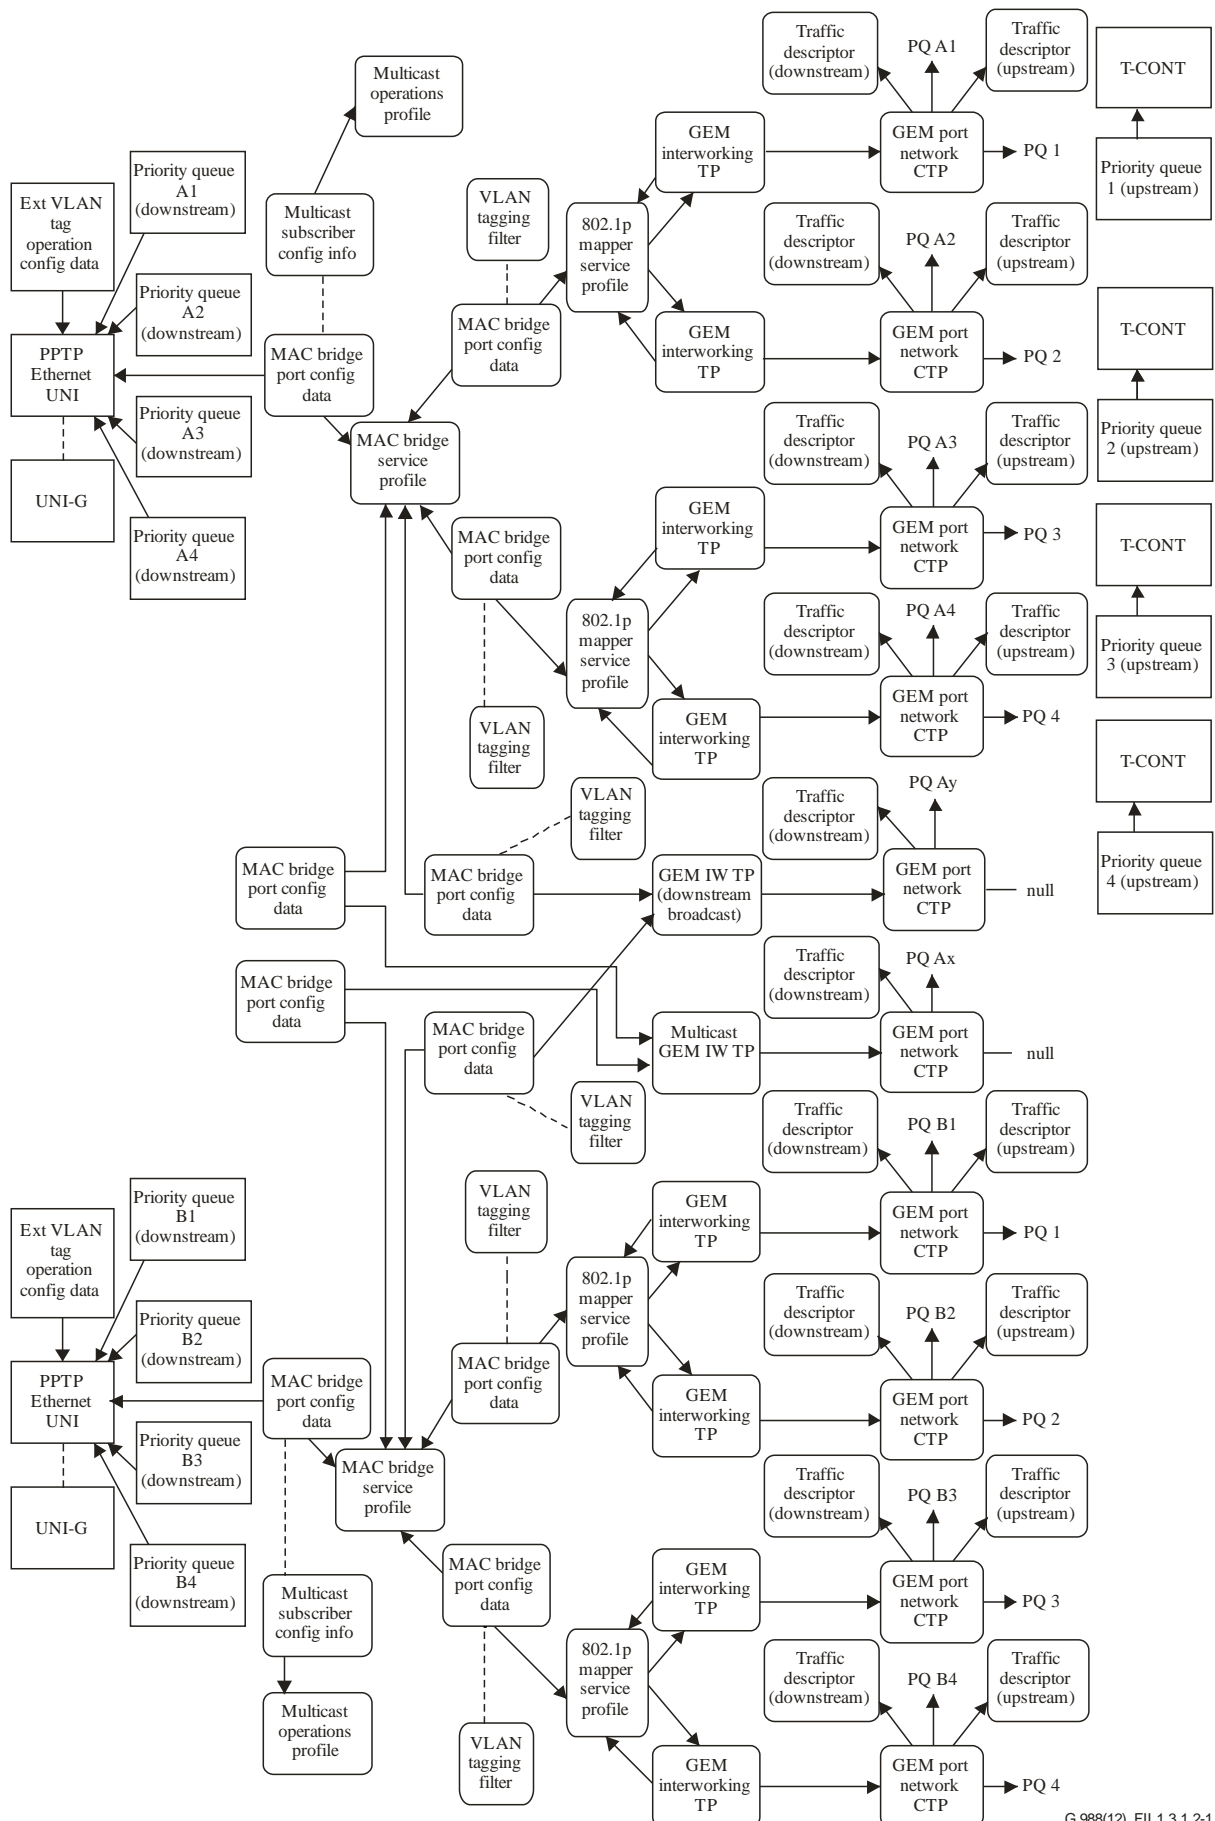 Traffic
descriptor
(downstream)
PQ A1
Traffic
descriptor
(upstream)
T-CONT
Multicast
operations
profile
GEM
interworking
TP
GEM port
network
CTP
PQ 1
Priority queue
1 (upstream)
Priority queue
A1
(downstream)
Ext VLAN
tag
operation
config data
Multicast
subscriber
config info
VLAN
tagging
filter
802.1p
mapper
service
profile
Traffic
descriptor
(downstream)
PQ A2
Traffic
descriptor
(upstream)
Priority queue
A2
(downstream)
PPTP
Ethernet
UNI
MAC bridge
port config
data
MAC bridge
port config
data
GEM
interworking
TP
GEM port
network
CTP
PQ 2
T-CONT
Priority queue
A3
(downstream)
MAC bridge
service
profile
Traffic
descriptor
(downstream)
PQ A3
Traffic
descriptor
(upstream)
Priority queue
2 (upstream)
UNI-G
Priority queue
A4
(downstream)
MAC bridge
port config
data
GEM
interworking
TP
GEM port
network
CTP
PQ 3
T-CONT
802.1p
mapper
service
profile
Traffic
descriptor
(downstream)
PQ A4
Traffic
descriptor
(upstream)
Priority queue
3 (upstream)
VLAN
tagging
filter
GEM
interworking
TP
GEM port
network
CTP
PQ 4
T-CONT
VLAN
tagging
filter
Traffic
descriptor
(downstream)
PQ Ay
MAC bridge
port config
data
MAC bridge
port config
data
GEM IW TP
(downstream
broadcast)
GEM port
network
CTP
null
Priority queue
4 (upstream)
MAC bridge
port config
data
Traffic
descriptor
(downstream)
PQ Ax
MAC bridge
port config
data
Multicast
GEM IW TP
GEM port
network
CTP
null
VLAN
tagging
filter
Traffic
descriptor
(downstream)
PQ B1
Traffic
descriptor
(upstream)
Priority queue
B1
(downstream)
Ext VLAN
tag
operation
config data
VLAN
tagging
filter
GEM
interworking
TP
GEM port
network
CTP
PQ 1
802.1p
mapper
service
profile
Traffic
descriptor
(downstream)
PQ B2
Traffic
descriptor
(upstream)
Priority queue
B2
(downstream)
PPTP
Ethernet
UNI
MAC bridge
port config
data
MAC bridge
port config
data
GEM
interworking
TP
GEM port
network
CTP
PQ 2
Priority queue
B3
(downstream)
MAC bridge
service
profile
Traffic
descriptor
(downstream)
PQ B3
Traffic
descriptor
(upstream)
UNI-G
Priority queue
B4
(downstream)
MAC bridge
port config
data
GEM
interworking
TP
GEM port
network
CTP
PQ 3
Multicast
subscriber
config info
802.1p
mapper
service
profile
Traffic
descriptor
(downstream)
PQ B4
Traffic
descriptor
(upstream)
Multicast
operations
profile
VLAN
tagging
filter
GEM
interworking
TP
GEM port
network
CTP
PQ 4